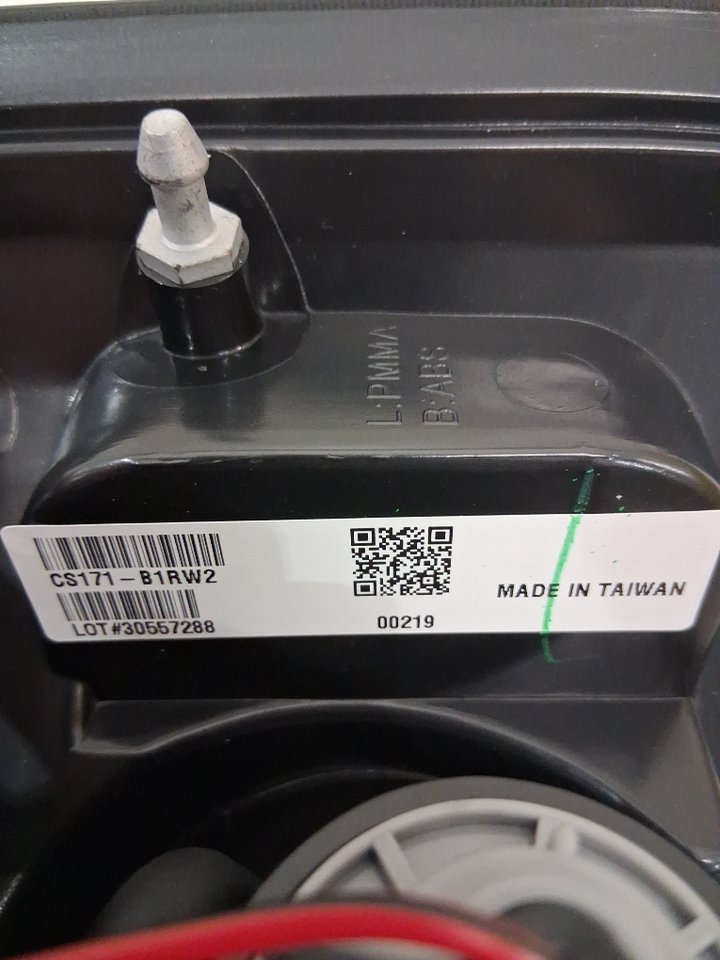 L:PMMA
B:ABS
CS171-B1RW2
LOT#30557288
00219
MADE IN TAIWAN